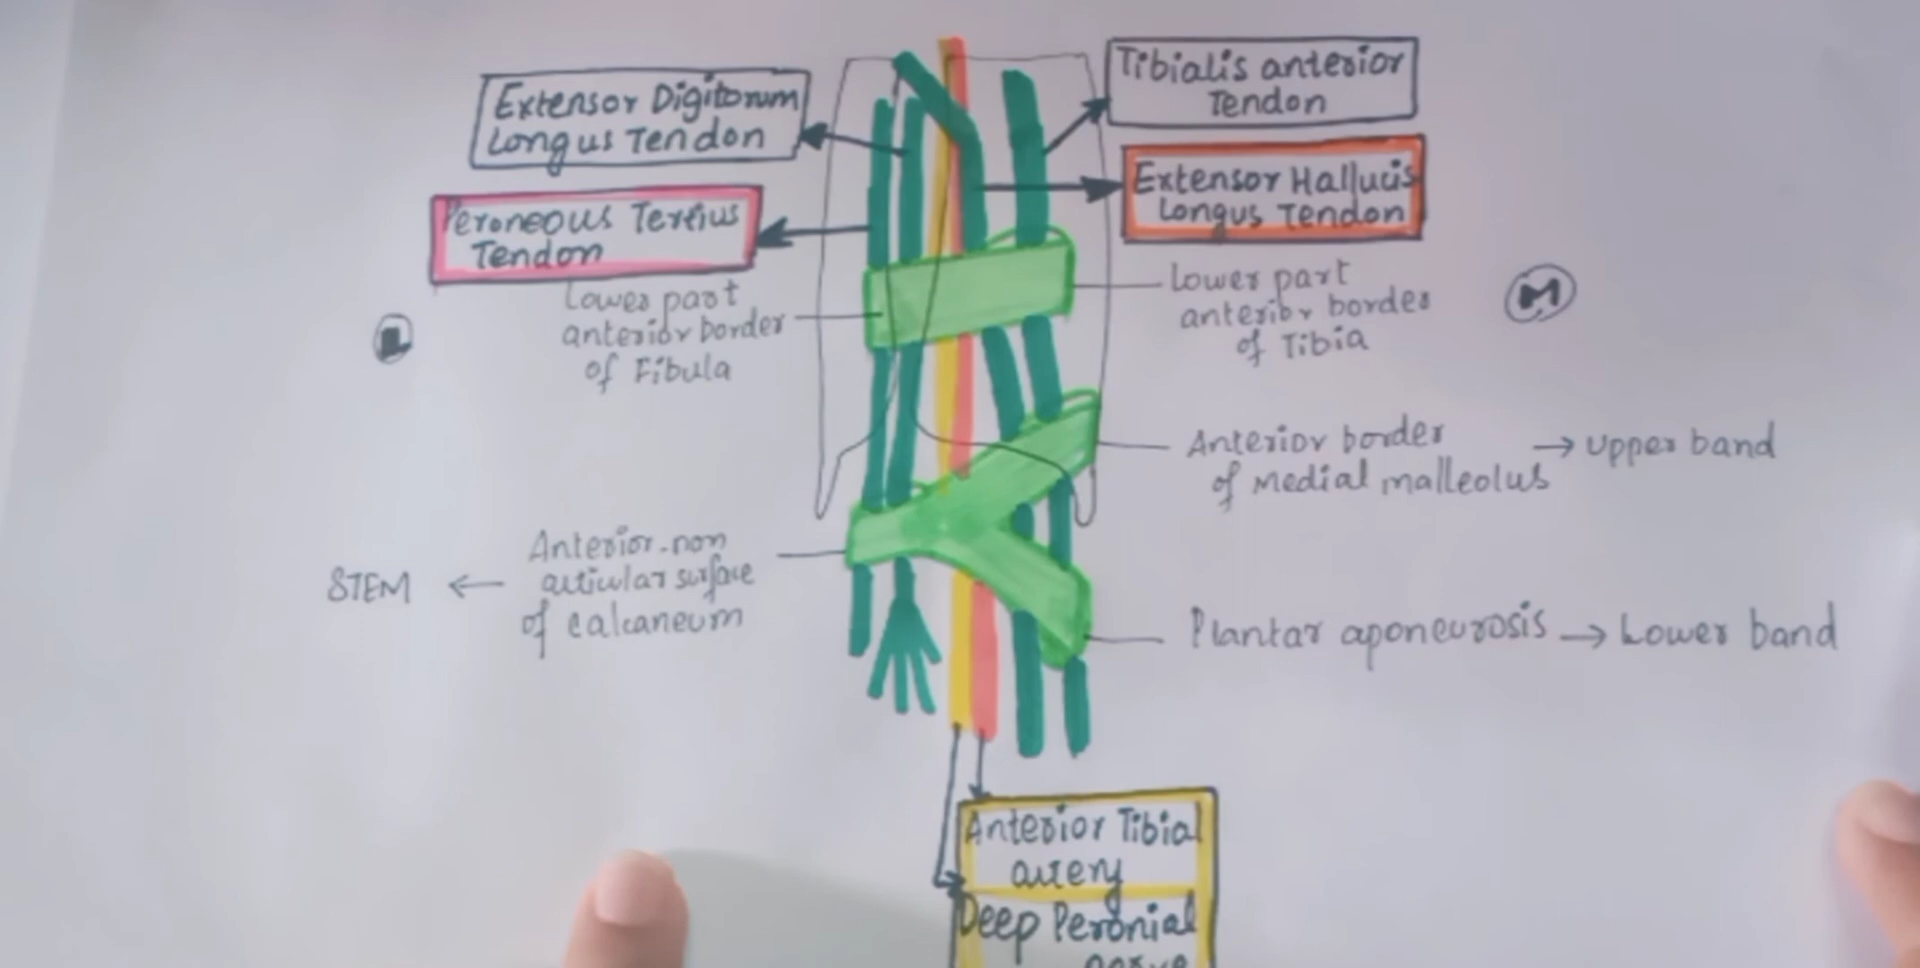 Extensor Digitorum
Longus Tendon
Tibialis anterior
Tendon
Peroneous Tertius
Tendon
Extensor Hallucis
Longus Tendon
Lower part
anterior border
of Fibula
L
Lower part
anterior border
of Tibia
M
Anterior border
of Medial malleolus → Upper band
STEM ← Anterior-non
articular surface
of calcaneum
Plantar aponeurosis → Lower band
Anterior Tibial
artery
Deep Peronial
nerve